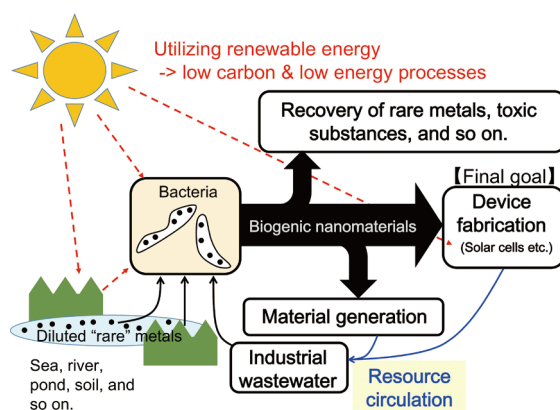 Utilizing renewable energy
-> low carbon & low energy processes
Recovery of rare metals, toxic
substances, and so on.
【Final goal】
Bacteria
Device
fabrication
(Solar cells etc.)
Biogenic nanomaterials
Material generation
Diluted “rare” metals
Industrial
wastewater
Sea, river,
pond, soil, and
so on.
Resource
circulation